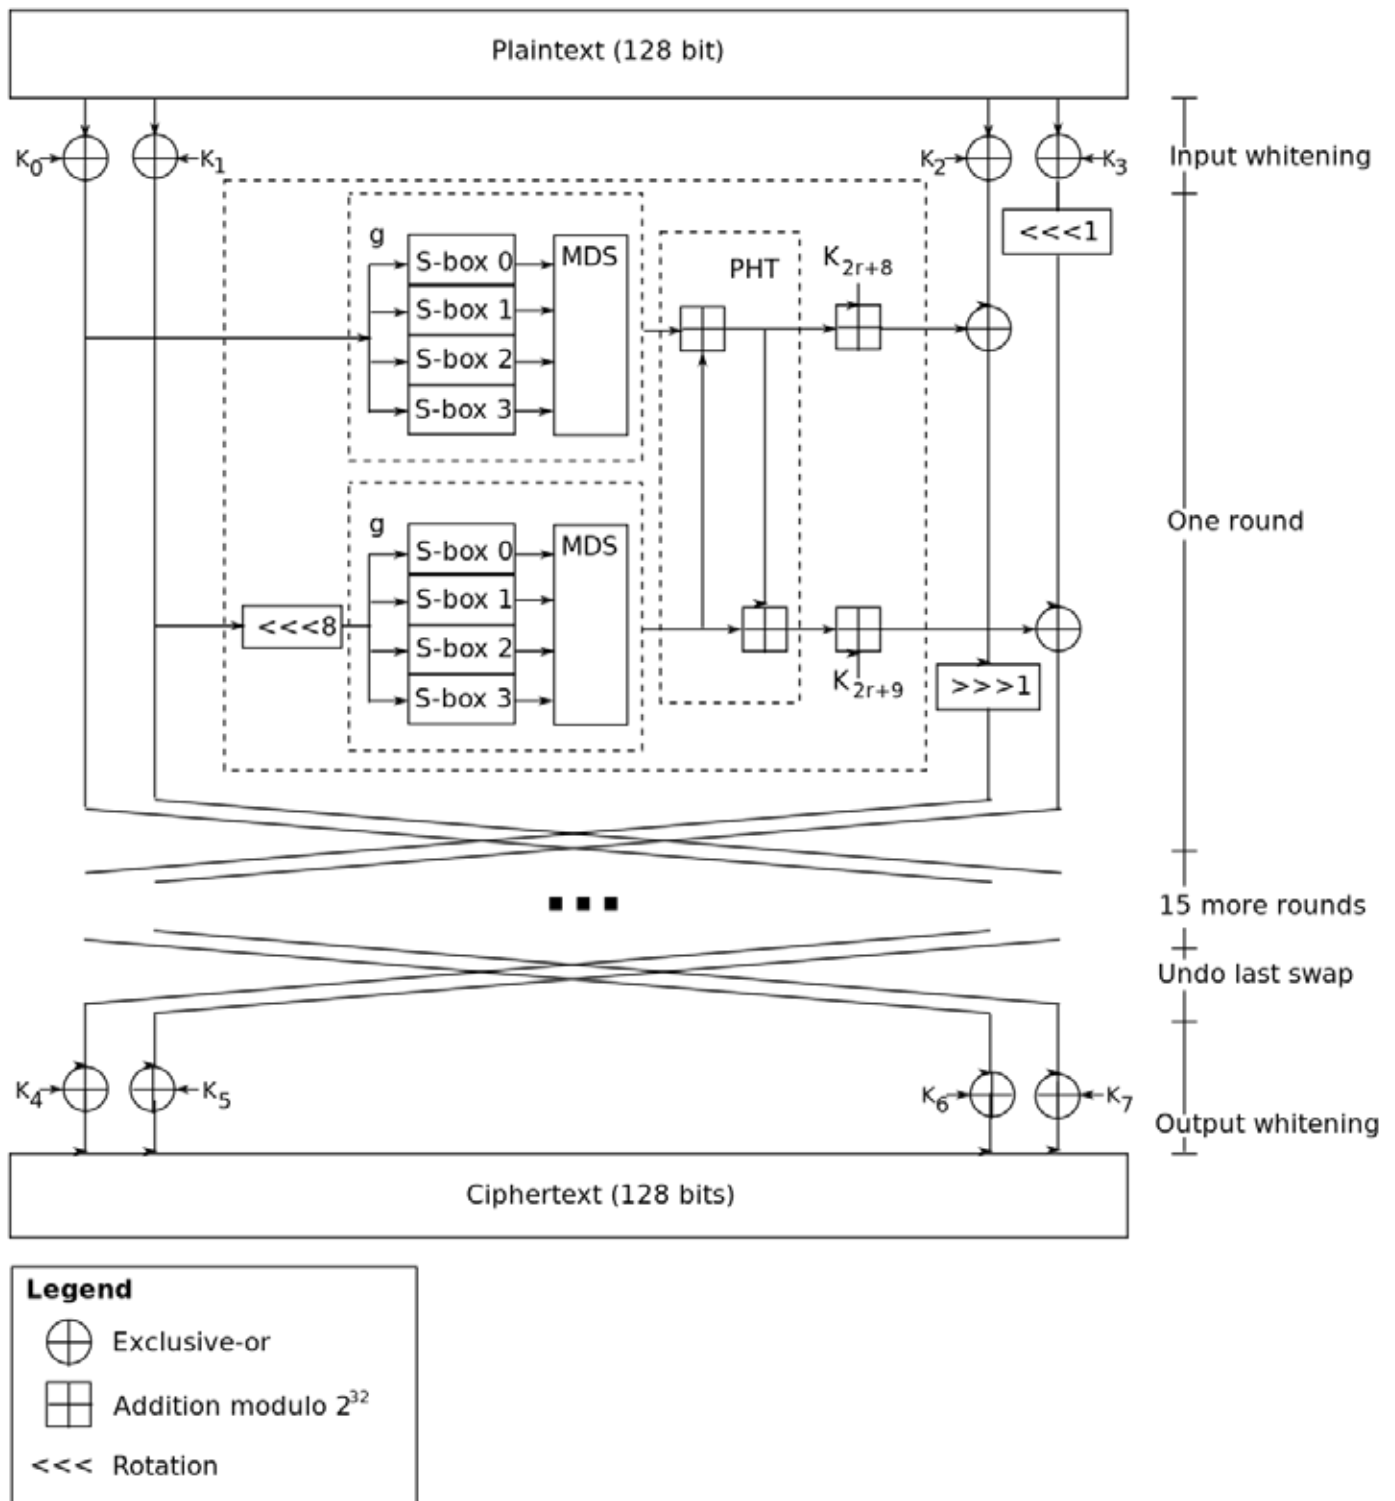 Plaintext (128 bit)
K0
K1
K2
K3
Input whitening
<<<1
g
S-box 0
S-box 1
S-box 2
S-box 3
MDS
PHT
K2r+8
One round
<<<8
g
S-box 0
S-box 1
S-box 2
S-box 3
MDS
K2r+9
>>>1
15 more rounds
Undo last swap
K4
K5
K6
K7
Output whitening
Ciphertext (128 bits)
Legend
Exclusive-or
Addition modulo 2^32
<<< Rotation